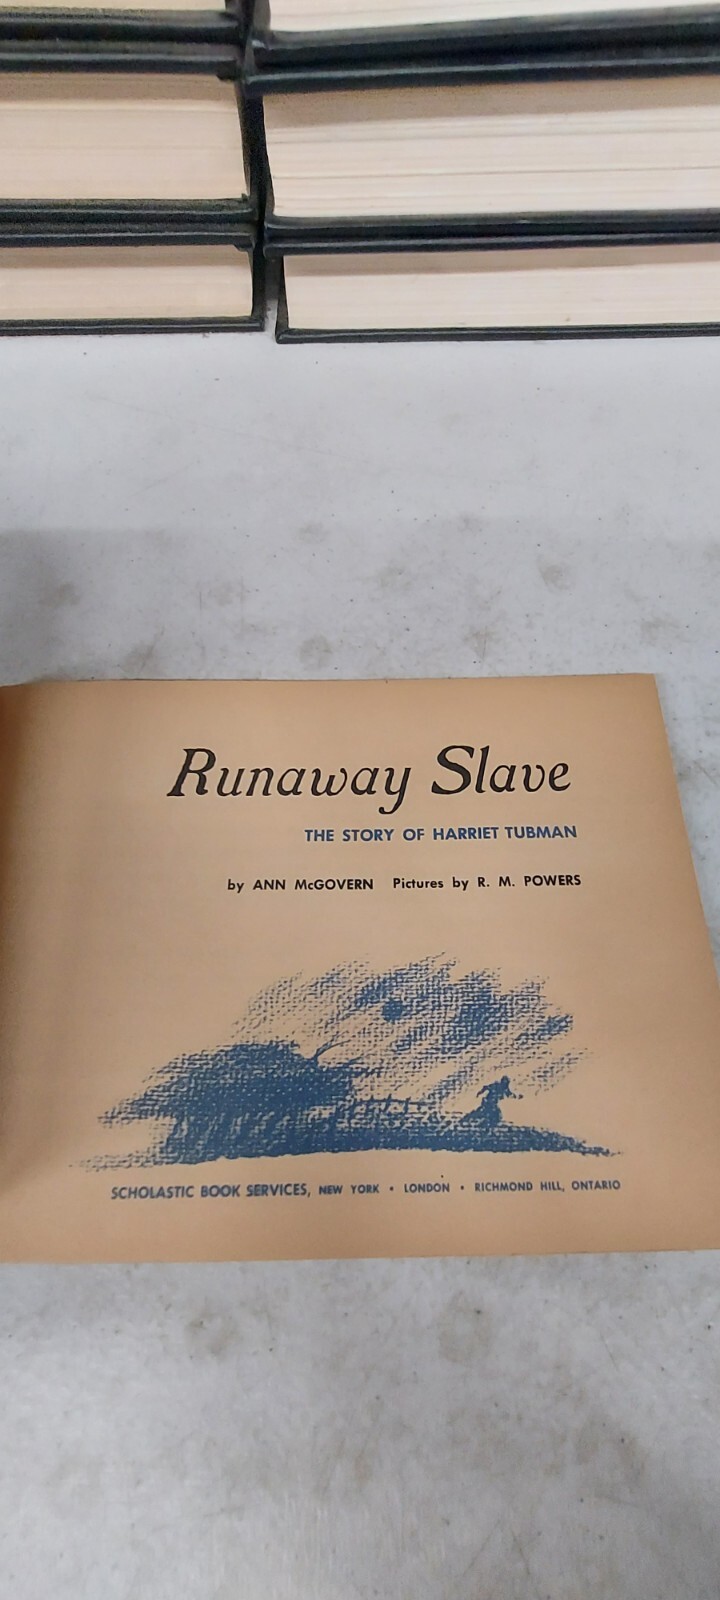 Runaway Slave
THE STORY OF HARRIET TUBMAN
by ANN McGOVERN Pictures by R. M. POWERS
SCHOLASTIC BOOK SERVICES, NEW YORK • LONDON • RICHMOND HILL, ONTARIO